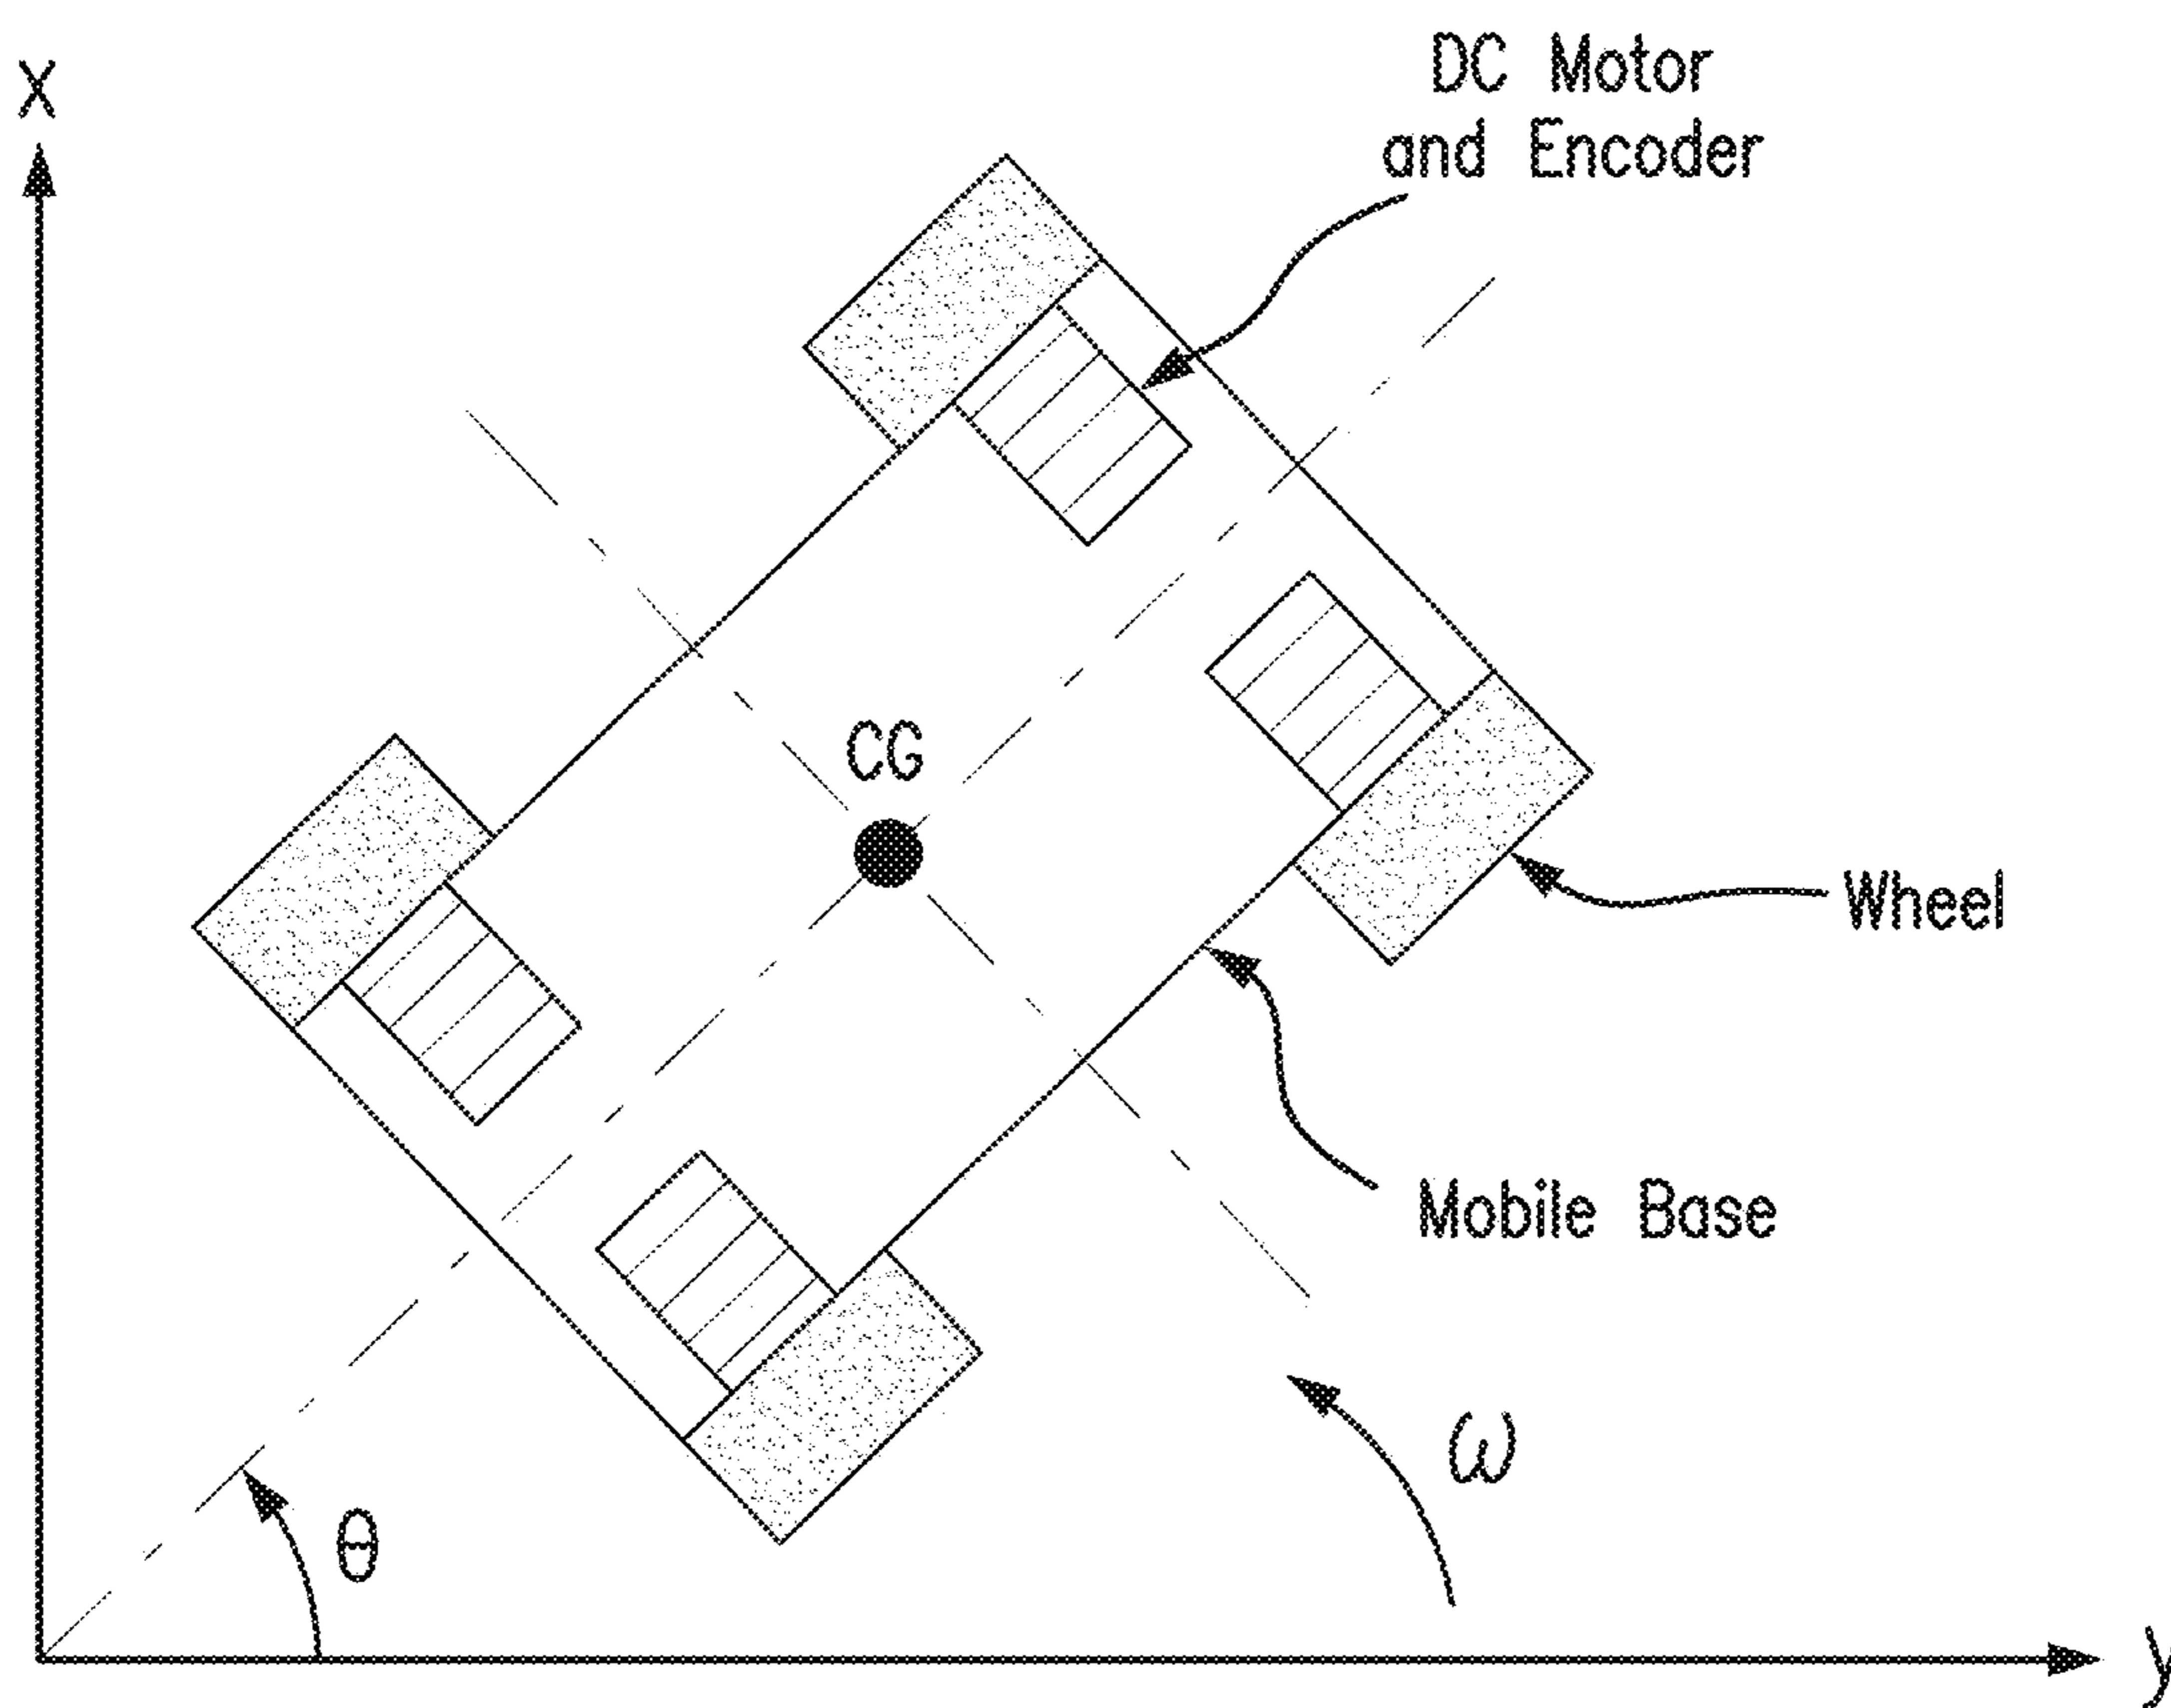 X
DC Motor
and Encoder
CG
Wheel
Mobile Base
ω
θ
y